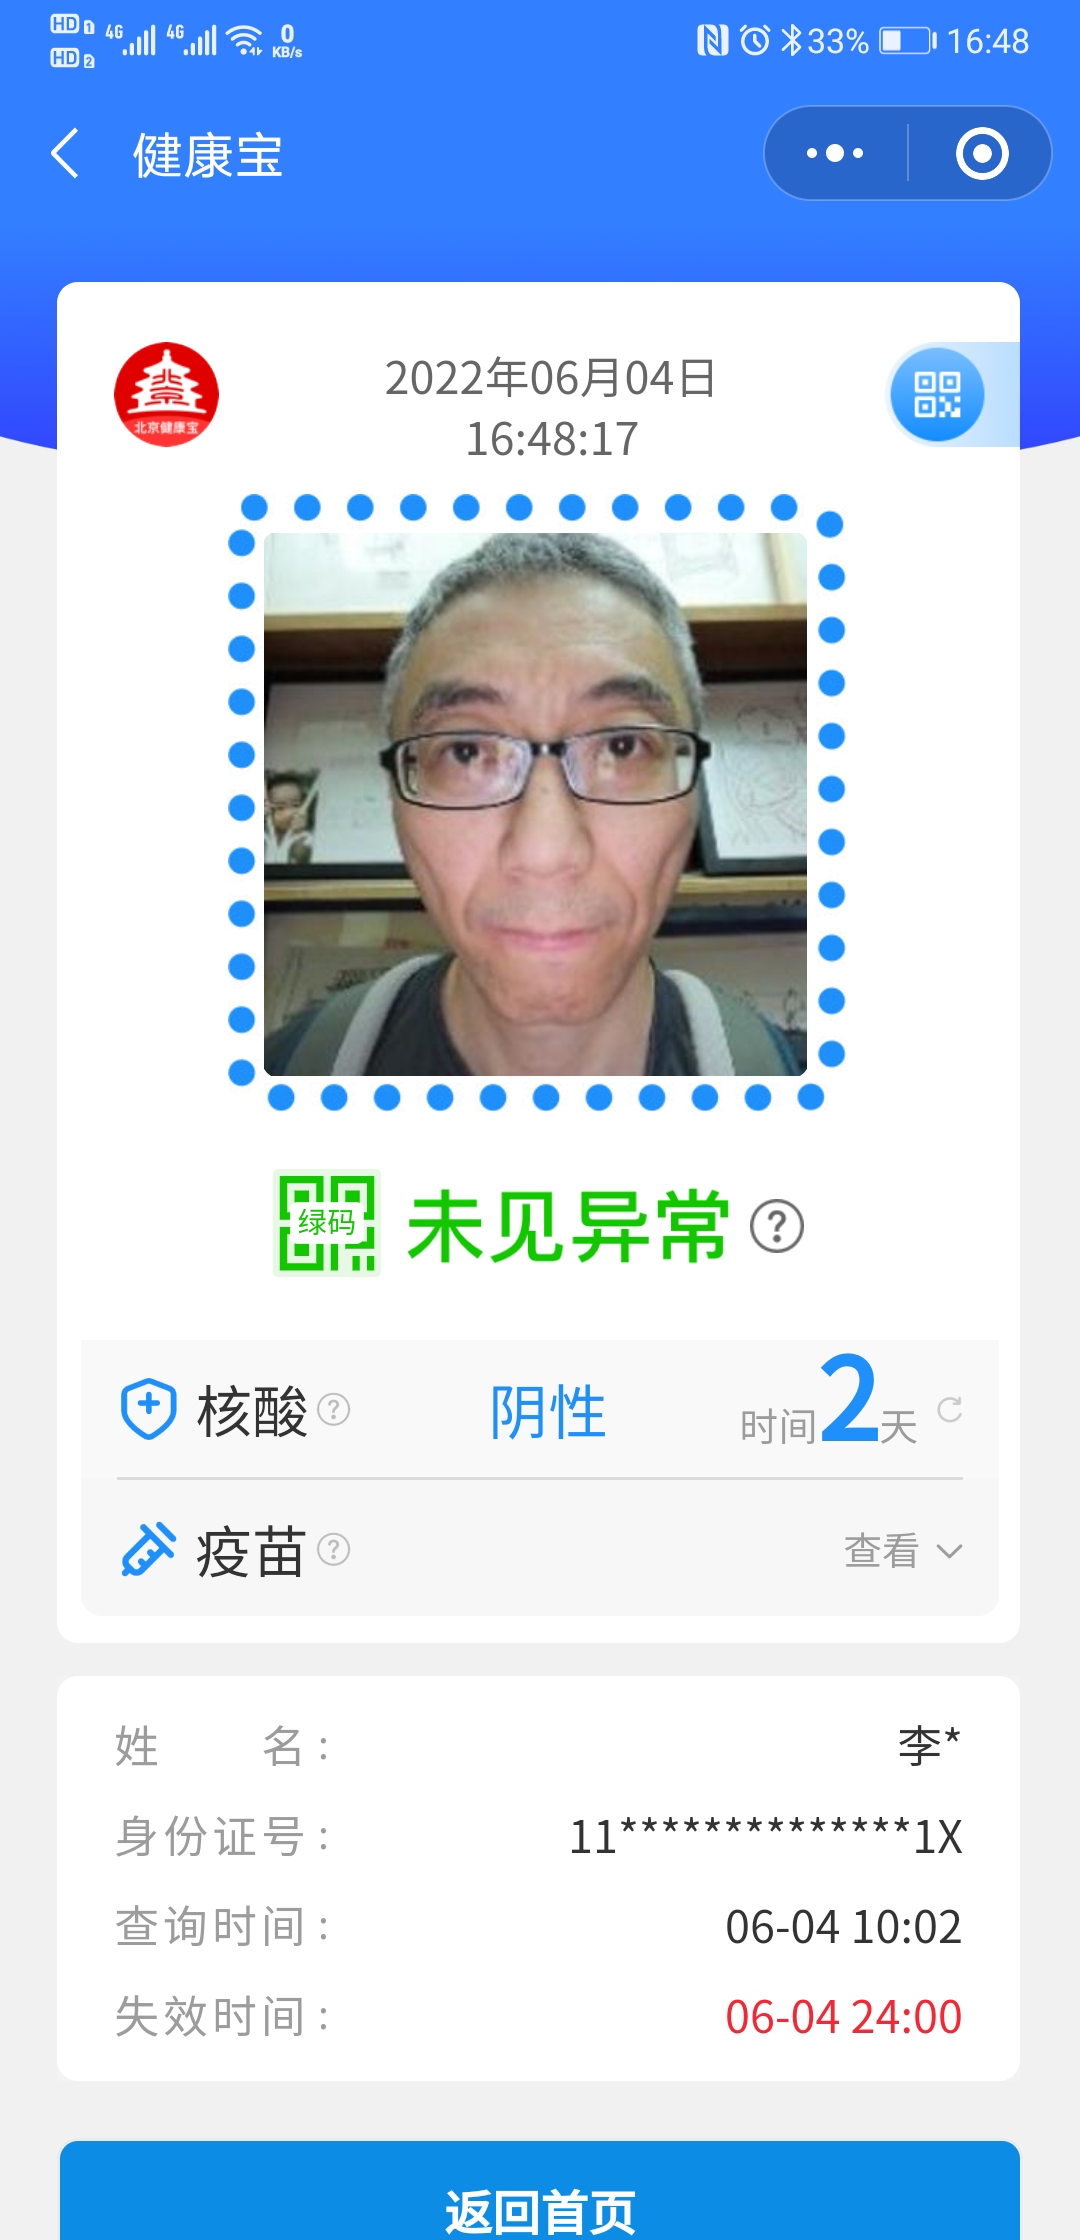 HD 1 4G 4G 0 KB/s 33% 16:48
HD 2
健康宝
2022年06月04日
北京健康宝
16:48:17
绿码 未见异常 ?
核酸 ? 阴性 时间2天
疫苗 ? 查看
姓名： 李*
身份证号： 11**************1X
查询时间： 06-04 10:02
失效时间： 06-04 24:00
返回首页